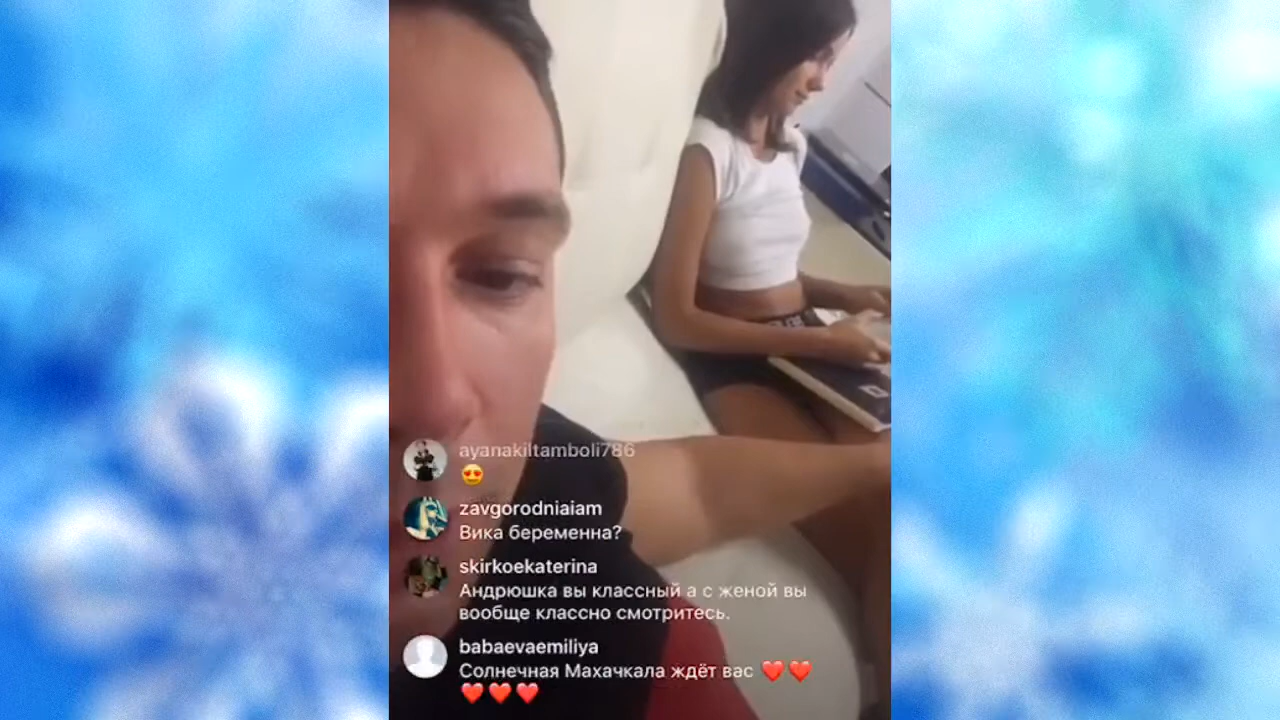 ayanakiltamboli786
😍
zavgorodniaiam
Вика беременна?
skirkoekaterina
Андрюшка вы классный а с женой вы
вообще классно смотритесь.
babaevaemiliya
Солнечная Махачкала ждёт вас ❤️❤️
❤️❤️❤️